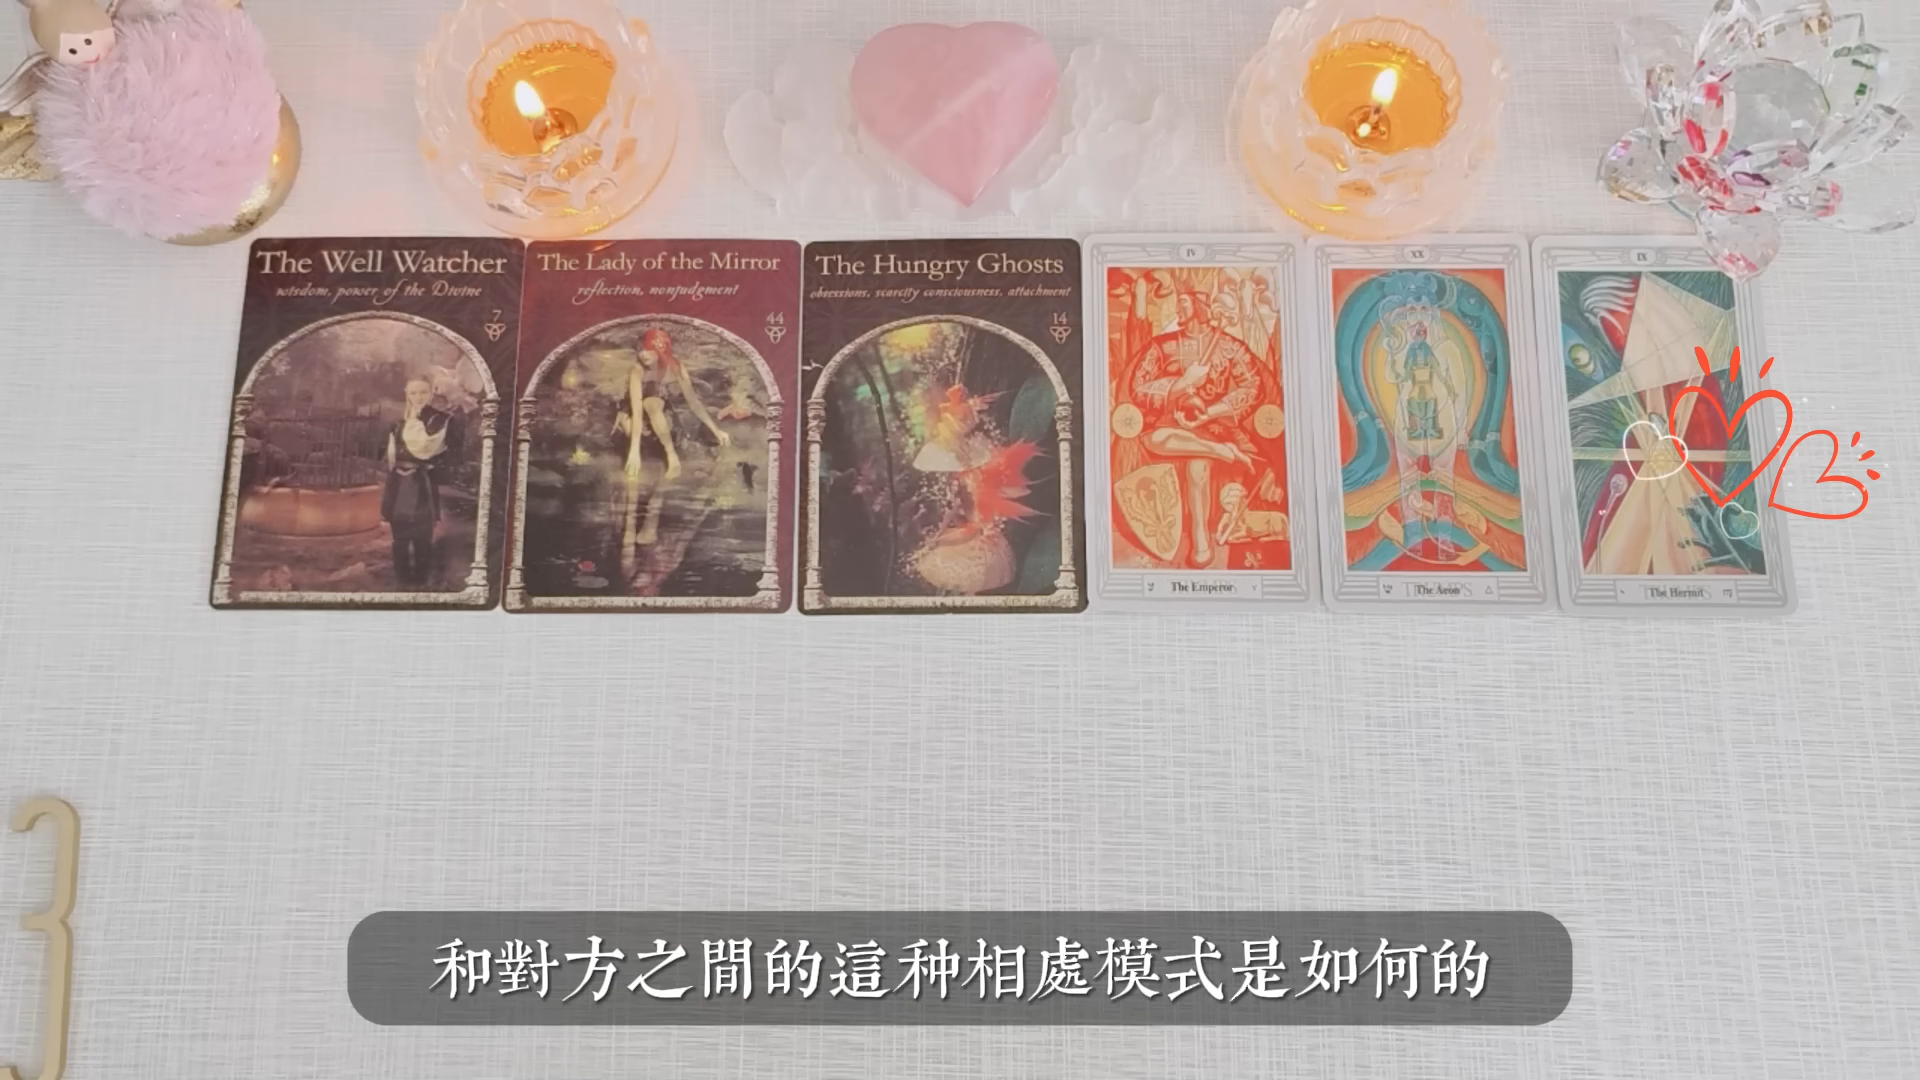 The Well Watcher
wisdom, power of the Divine
7
The Lady of the Mirror
reflection, nonjudgment
44
The Hungry Ghosts
obsessions, scarcity consciousness, attachment
14
IV
The Emperor
XX
The Aeon
IX
The Hermit
3
和對方之間的這种相處模式是如何的